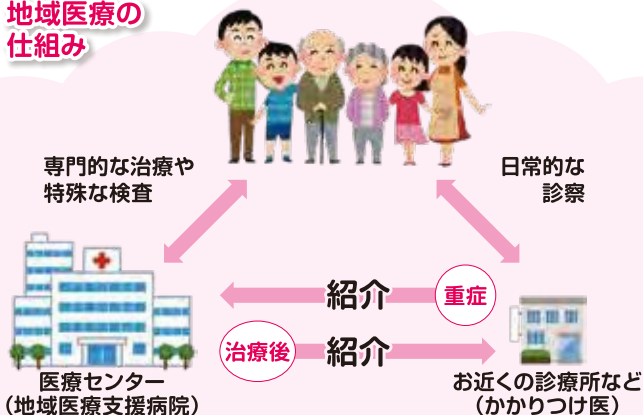 地域医療の
仕組み
専門的な治療や
特殊な検査
日常的な
診察
紹介
重症
治療後
紹介
医療センター
（地域医療支援病院）
お近くの診療所など
（かかりつけ医）